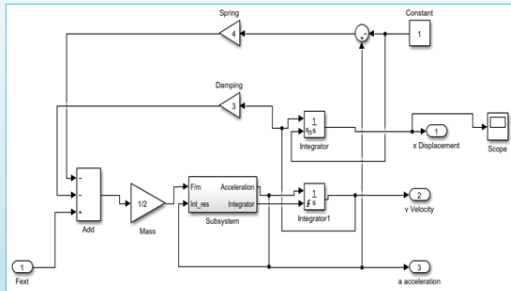 Spring
4
-
+
Constant
1
Damping
3
1
s
x₀
Integrator
1
x Displacement
Scope
-
-
+
Add
1/2
Mass
F/m
Int_res
Acceleration
Integrator
Subsystem
1
s
Integrator1
2
v Velocity
3
a acceleration
1
Fext